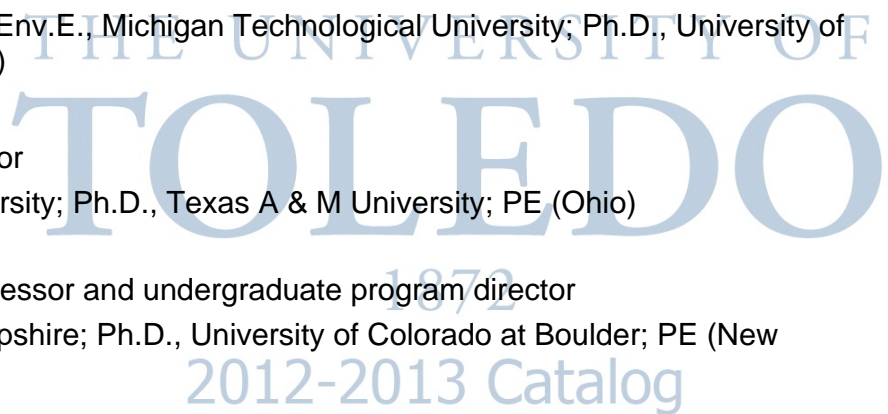 Env.E., Michigan Technological University; Ph.D., University of
THE UNIVERSITY OF
)
TOLEDO
or
rsity; Ph.D., Texas A & M University; PE (Ohio)
1872
essor and undergraduate program director
pshire; Ph.D., University of Colorado at Boulder; PE (New
2012-2013 Catalog